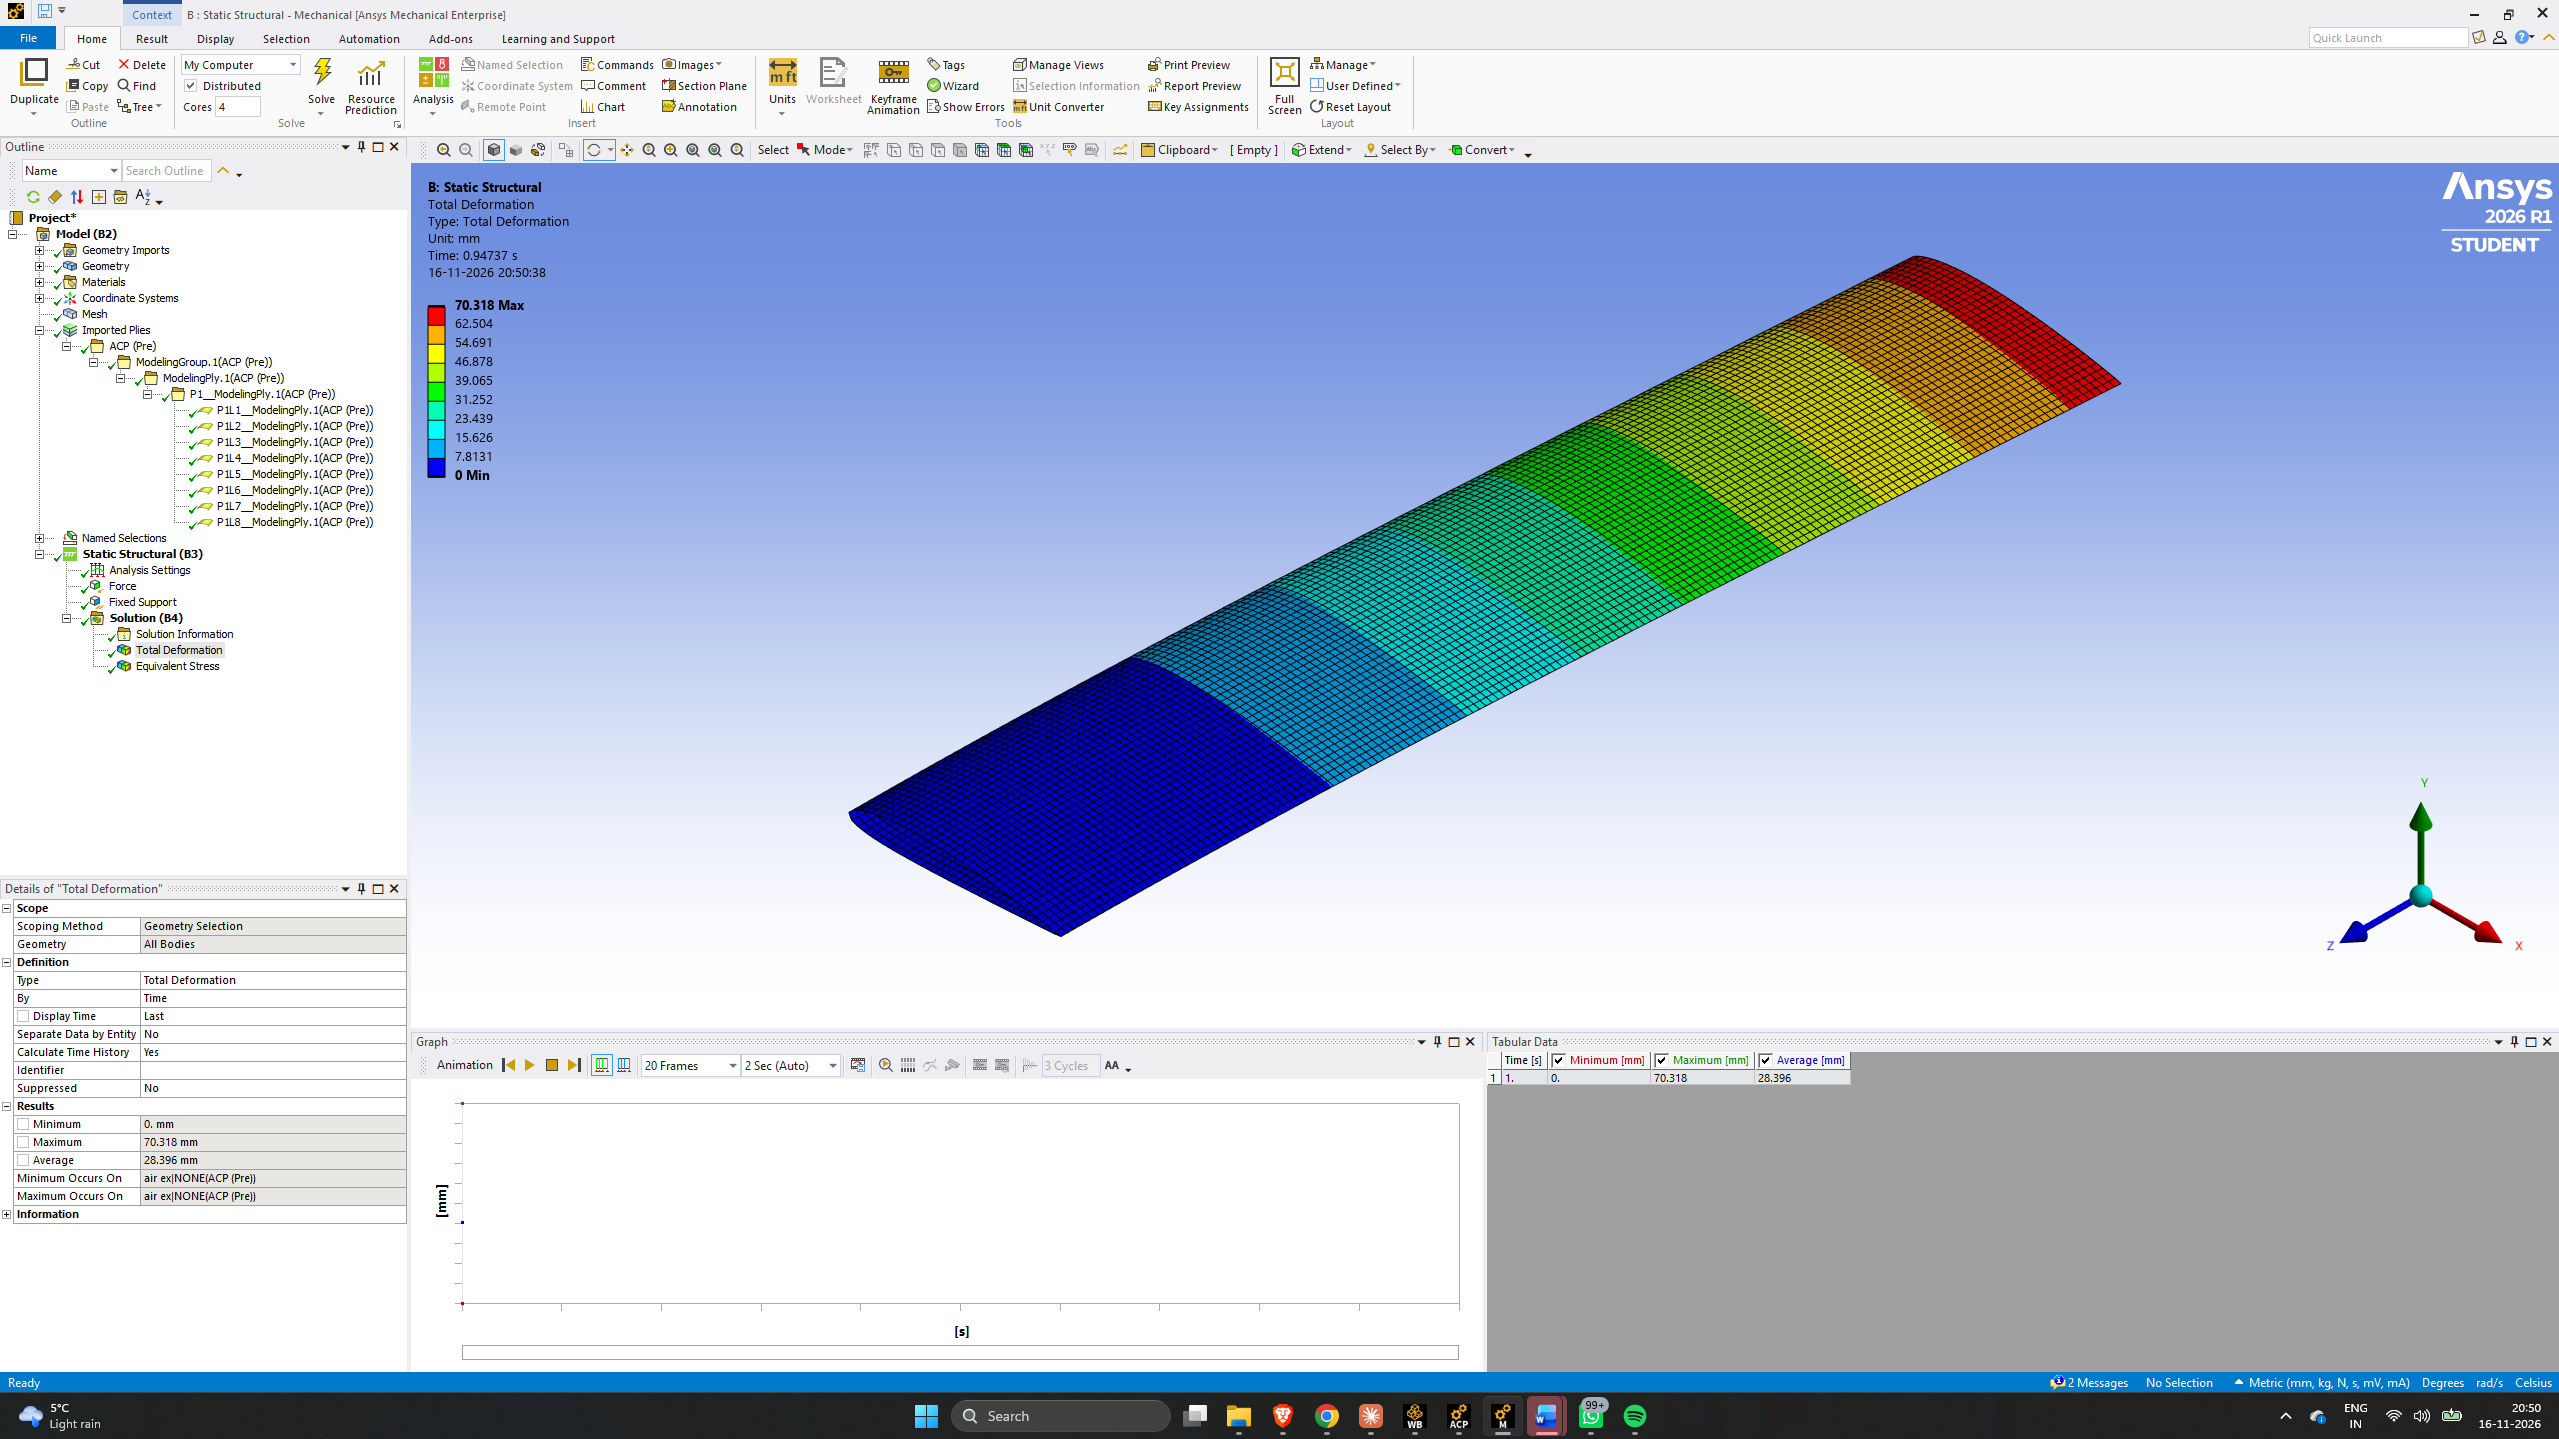 Context
B : Static Structural - Mechanical [Ansys Mechanical Enterprise]
File Home Result Display Selection Automation Add-ons Learning and Support
Quick Launch
Duplicate
Cut
Copy
Paste
Delete
Find
Tree
Outline
My Computer
Distributed
Cores 4
Solve
Resource Prediction
Solve
Analysis
Named Selection
Coordinate System
Remote Point
Commands
Comment
Chart
Images
Section Plane
Annotation
Insert
Units
Worksheet
Keyframe Animation
Tags
Wizard
Show Errors
Manage Views
Selection Information
Unit Converter
Print Preview
Report Preview
Key Assignments
Tools
Full Screen
Manage
User Defined
Reset Layout
Layout
Outline
Name Search Outline
Select Mode Clipboard [ Empty ] Extend Select By Convert
Project*
Model (B2)
Geometry Imports
Geometry
Materials
Coordinate Systems
Mesh
Imported Plies
ACP (Pre)
ModelingGroup.1(ACP (Pre))
ModelingPly.1(ACP (Pre))
P1__ModelingPly.1(ACP (Pre))
P1L1__ModelingPly.1(ACP (Pre))
P1L2__ModelingPly.1(ACP (Pre))
P1L3__ModelingPly.1(ACP (Pre))
P1L4__ModelingPly.1(ACP (Pre))
P1L5__ModelingPly.1(ACP (Pre))
P1L6__ModelingPly.1(ACP (Pre))
P1L7__ModelingPly.1(ACP (Pre))
P1L8__ModelingPly.1(ACP (Pre))
Named Selections
Static Structural (B3)
Analysis Settings
Force
Fixed Support
Solution (B4)
Solution Information
Total Deformation
Equivalent Stress
B: Static Structural
Total Deformation
Type: Total Deformation
Unit: mm
Time: 0.94737 s
16-11-2026 20:50:38
70.318 Max
62.504
54.691
46.878
39.065
31.252
23.439
15.626
7.8131
0 Min
Ansys
2026 R1
STUDENT
Y
Z
X
Details of "Total Deformation"
Scope
Scoping Method Geometry Selection
Geometry All Bodies
Definition
Type Total Deformation
By Time
Display Time Last
Separate Data by Entity No
Calculate Time History Yes
Identifier
Suppressed No
Results
Minimum 0. mm
Maximum 70.318 mm
Average 28.396 mm
Minimum Occurs On air ex|NONE(ACP (Pre))
Maximum Occurs On air ex|NONE(ACP (Pre))
Information
Graph
Animation 20 Frames 2 Sec (Auto) 3 Cycles AA
[mm]
[s]
Tabular Data
Time [s] Minimum [mm] Maximum [mm] Average [mm]
1 1. 0. 70.318 28.396
Ready
2 Messages No Selection Metric (mm, kg, N, s, mV, mA) Degrees rad/s Celsius
5°C
Light rain
Search
WB
ACP
M
W
99+
ENG
IN
20:50
16-11-2026